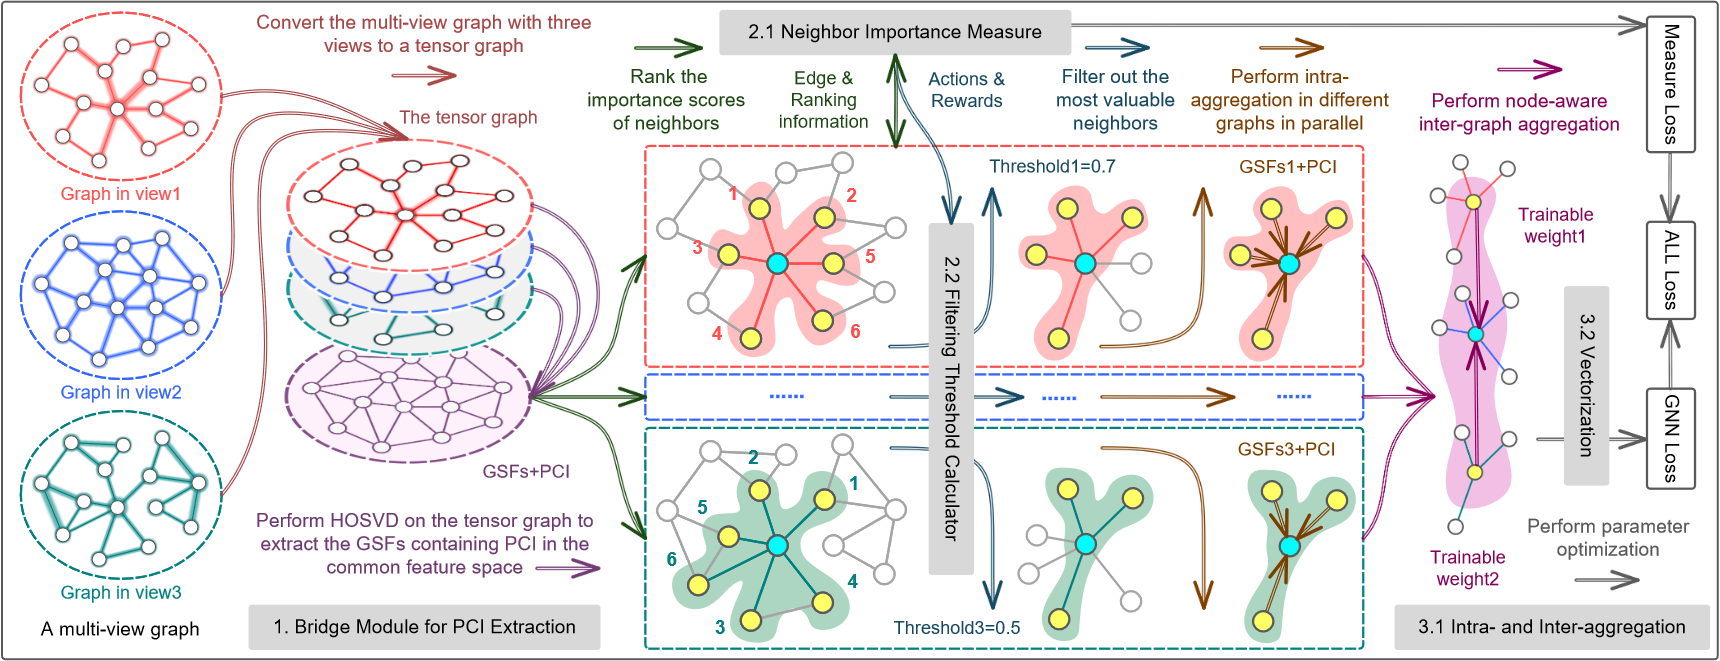 Convert the multi-view graph with three
views to a tensor graph
The tensor graph
Graph in view1
Graph in view2
Graph in view3
A multi-view graph
GSFs+PCI
Perform HOSVD on the tensor graph to
extract the GSFs containing PCI in the
common feature space
1. Bridge Module for PCI Extraction
2.1 Neighbor Importance Measure
Rank the
importance scores
of neighbors
Edge &
Ranking
information
Actions &
Rewards
Filter out the
most valuable
neighbors
Perform intra-
aggregation in different
graphs in parallel
Perform node-aware
inter-graph aggregation
1
2
3
4
5
6
Threshold1=0.7
GSFs1+PCI
2.2 Filtering Threshold Calculator
......
......
......
2
1
5
6
4
3
Threshold3=0.5
GSFs3+PCI
Trainable
weight1
Trainable
weight2
3.2 Vectorization
Measure Loss
ALL Loss
GNN Loss
Perform parameter
optimization
3.1 Intra- and Inter-aggregation